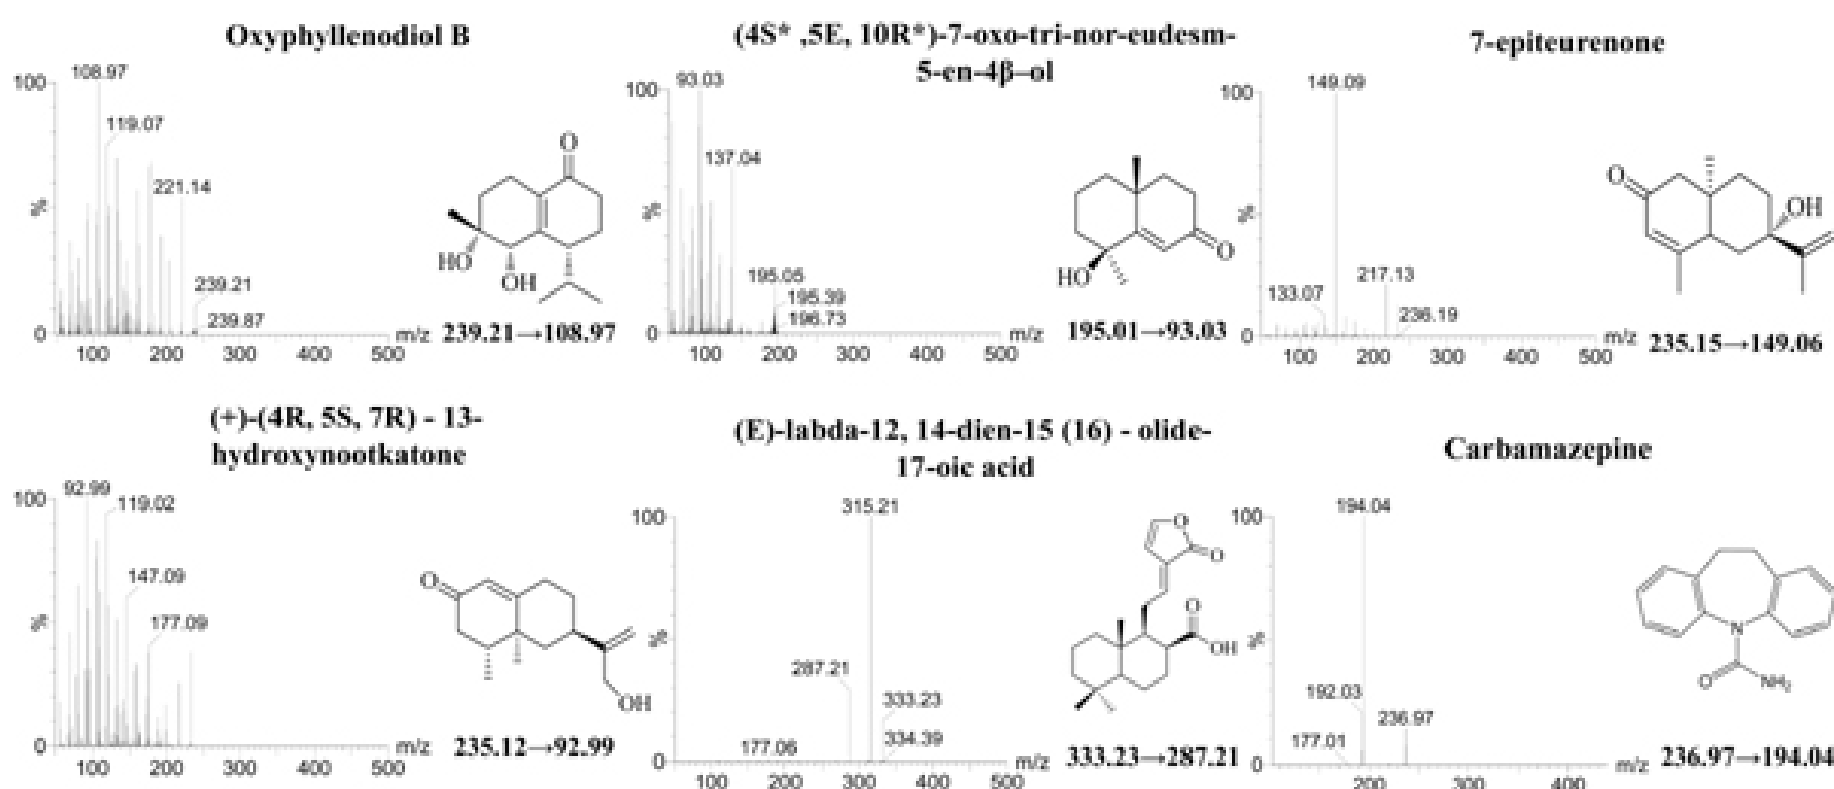 Oxyphyllenodiol B
108.97
100
119.07
221.14
%
239.21
239.87
0
100
200
300
400
500
m/z
O
HO
OH
239.21→108.97
(4S* ,5E, 10R*)-7-oxo-tri-nor-eudesm-
5-en-4β–ol
93.03
100
137.04
%
195.05
195.39
196.73
0
100
200
300
400
500
m/z
HO
O
195.01→93.03
7-epiteurenone
149.09
100
%
217.13
133.07
236.19
0
100
200
300
400
500
m/z
O
OH
235.15→149.06
(+)-(4R, 5S, 7R) - 13-
hydroxynootkatone
92.99
100
119.02
147.09
%
177.09
0
100
200
300
400
500
m/z
O
OH
235.12→92.99
(E)-labda-12, 14-dien-15 (16) - olide-
17-oic acid
315.21
100
%
287.21
333.23
177.06
334.39
0
100
200
300
400
500
m/z
O
O
O
OH
333.23→287.21
Carbamazepine
194.04
100
%
192.03
236.97
177.01
0
200
300
400
m/z
N
O
NH2
236.97→194.04